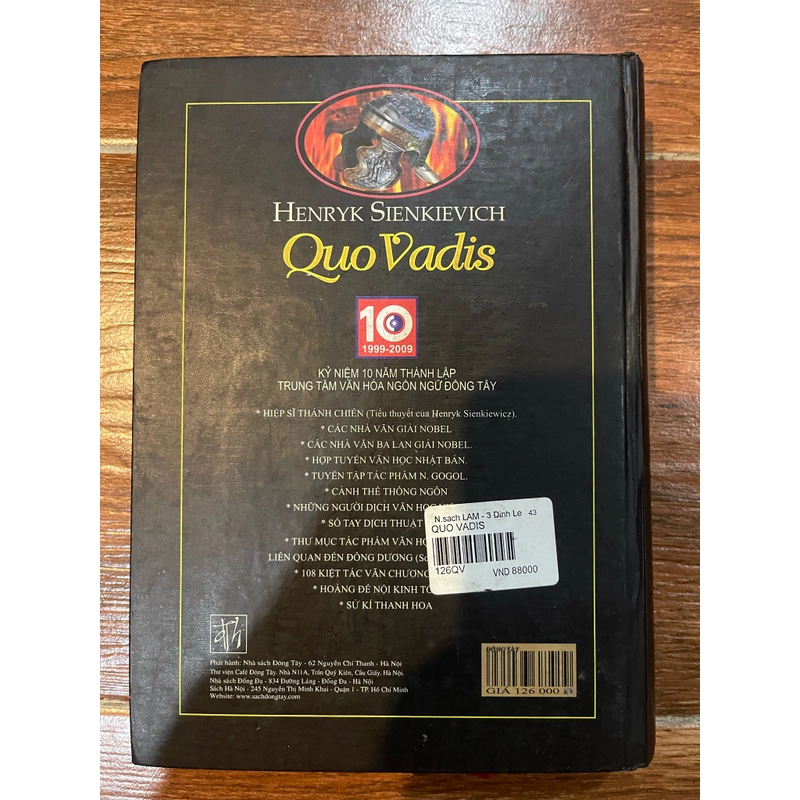 HENRYK SIENKIEVICH
Quo Vadis
10
1999-2009
KỶ NIỆM 10 NĂM THÀNH LẬP
TRUNG TÂM VĂN HÓA NGÔN NGỮ ĐÔNG TÂY
* HIỆP SĨ THÁNH CHIẾN (Tiểu thuyết của Henryk Sienkiewicz).
* CÁC NHÀ VĂN GIẢI NOBEL
* CÁC NHÀ VĂN BA LAN GIẢI NOBEL.
* HỢP TUYỂN VĂN HỌC NHẬT BẢN.
* TUYỂN TẬP TÁC PHẨM N. GOGOL.
* CẢNH THẾ THÔNG NGÔN
* NHỮNG NGƯỜI DỊCH VĂN HỌC
* SỔ TAY DỊCH THUẬT
* THƯ MỤC TÁC PHẨM VĂN
LIÊN QUAN ĐẾN ĐÔNG DƯƠNG
* 108 KIỆT TÁC VĂN CHƯƠNG
* HOÀNG ĐẾ NỘI KINH
* SỬ KÍ THANH HOA
N.sach LAM - 3 Dinh Le 43
QUO VADIS
126QV VND 88000
Phát hành: Nhà sách Đông Tây - 62 Nguyễn Chí Thanh - Hà Nội
Thư viện Café Đông Tây. Nhà N11A, Trần Quý Kiên, Cầu Giấy, Hà Nội.
Nhà sách Đống Đa - 834 Đường Láng - Đống Đa - Hà Nội
Sách Hà Nội - 245 Nguyễn Thị Minh Khai - Quận 1 - TP. Hồ Chí Minh
Website: www.sachdongtay.com
ĐÔNG TÂY
GIÁ 126 000 Đ